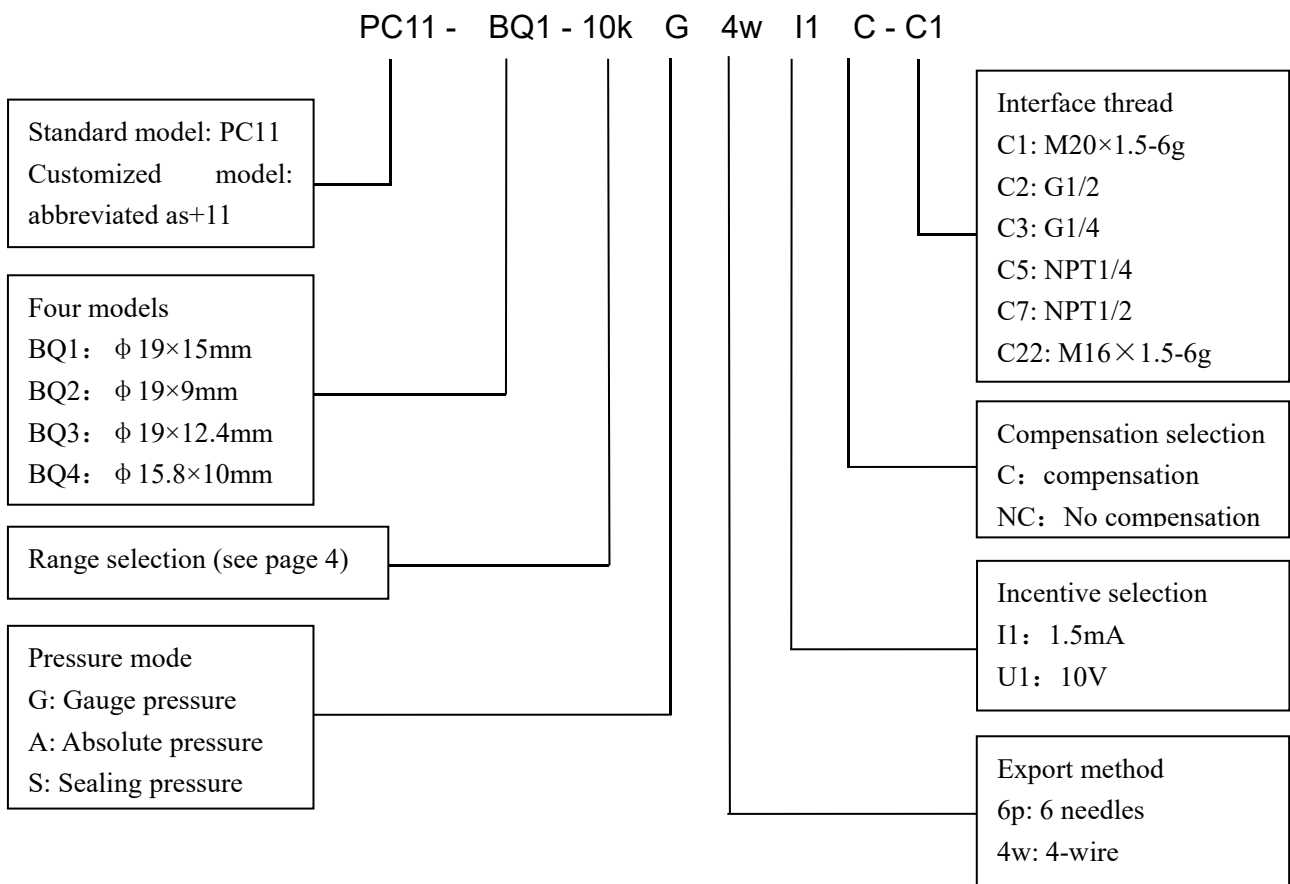 PC11 - BQ1 - 10k G 4w I1 C - C1
Standard model: PC11
Customized model:
abbreviated as+11
Four models
BQ1： φ19×15mm
BQ2： φ19×9mm
BQ3： φ19×12.4mm
BQ4： φ15.8×10mm
Range selection (see page 4)
Pressure mode
G: Gauge pressure
A: Absolute pressure
S: Sealing pressure
Interface thread
C1: M20×1.5-6g
C2: G1/2
C3: G1/4
C5: NPT1/4
C7: NPT1/2
C22: M16×1.5-6g
Compensation selection
C：compensation
NC：No compensation
Incentive selection
I1：1.5mA
U1：10V
Export method
6p: 6 needles
4w: 4-wire